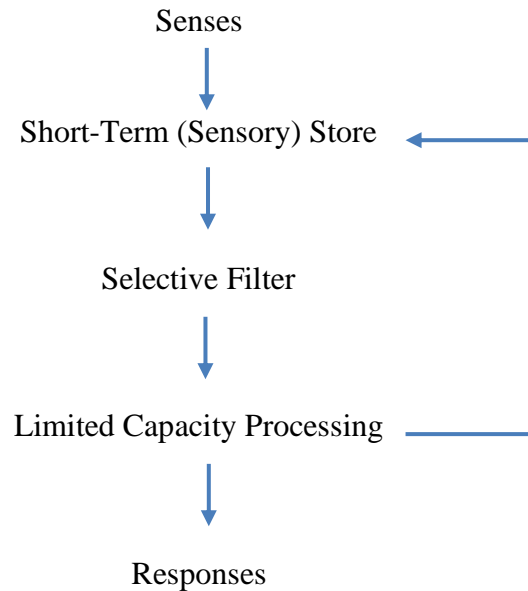 Senses
Short-Term (Sensory) Store
Selective Filter
Limited Capacity Processing
Responses